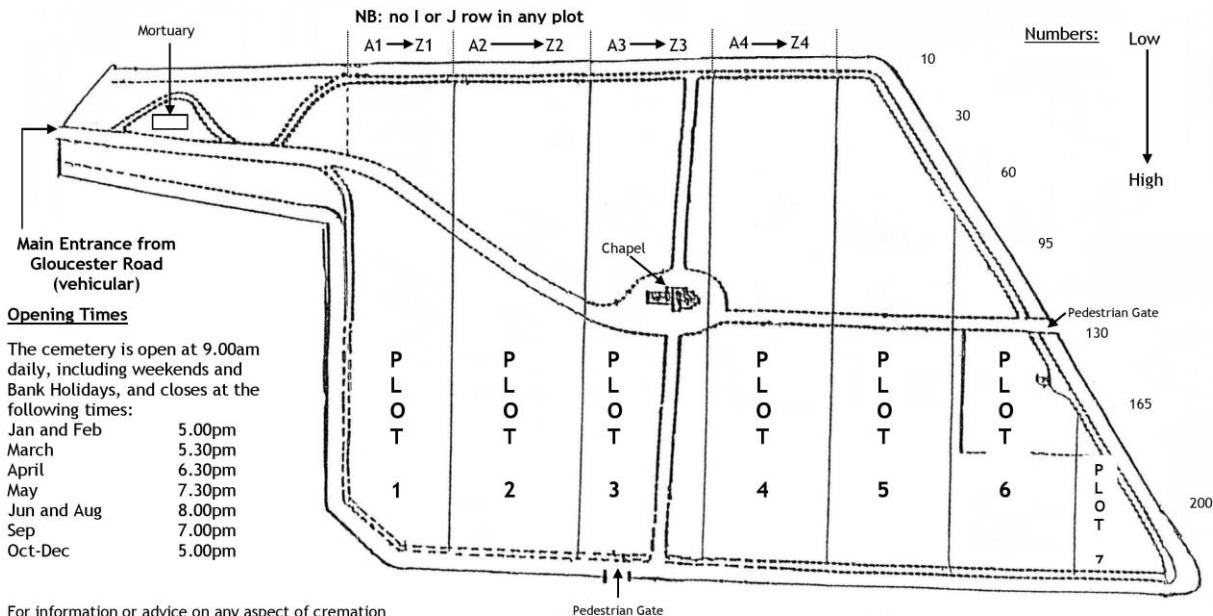 NB: no I or J row in any plot
Mortuary
A1 → Z1
A2 → Z2
A3 → Z3
A4 → Z4
Numbers:
Low
High
10
30
60
95
130
165
200
Main Entrance from
Gloucester Road
(vehicular)
Chapel
Pedestrian Gate
Opening Times
The cemetery is open at 9.00am
daily, including weekends and
Bank Holidays, and closes at the
following times:
Jan and Feb 5.00pm
March 5.30pm
April 6.30pm
May 7.30pm
Jun and Aug 8.00pm
Sep 7.00pm
Oct-Dec 5.00pm
PLOT 1
PLOT 2
PLOT 3
PLOT 4
PLOT 5
PLOT 6
PLOT 7
Pedestrian Gate
For information or advice on any aspect of cremation